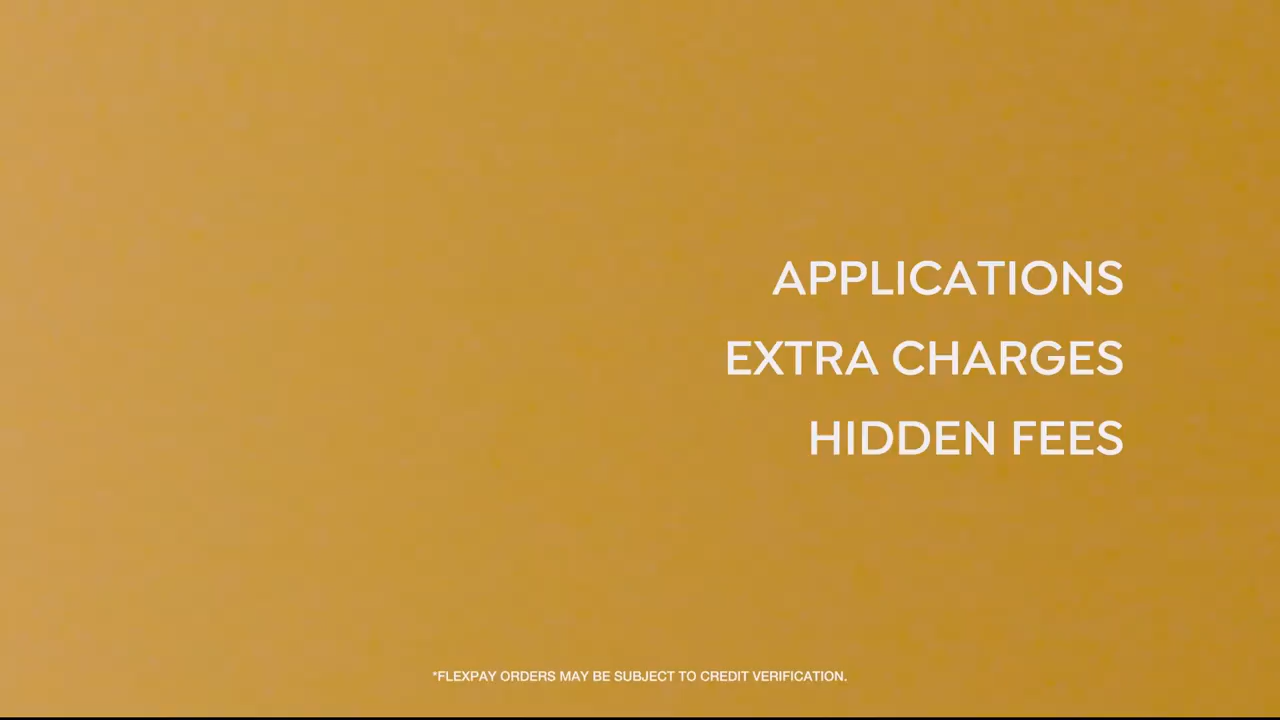 APPLICATIONS
EXTRA CHARGES
HIDDEN FEES
*FLEXPAY ORDERS MAY BE SUBJECT TO CREDIT VERIFICATION.